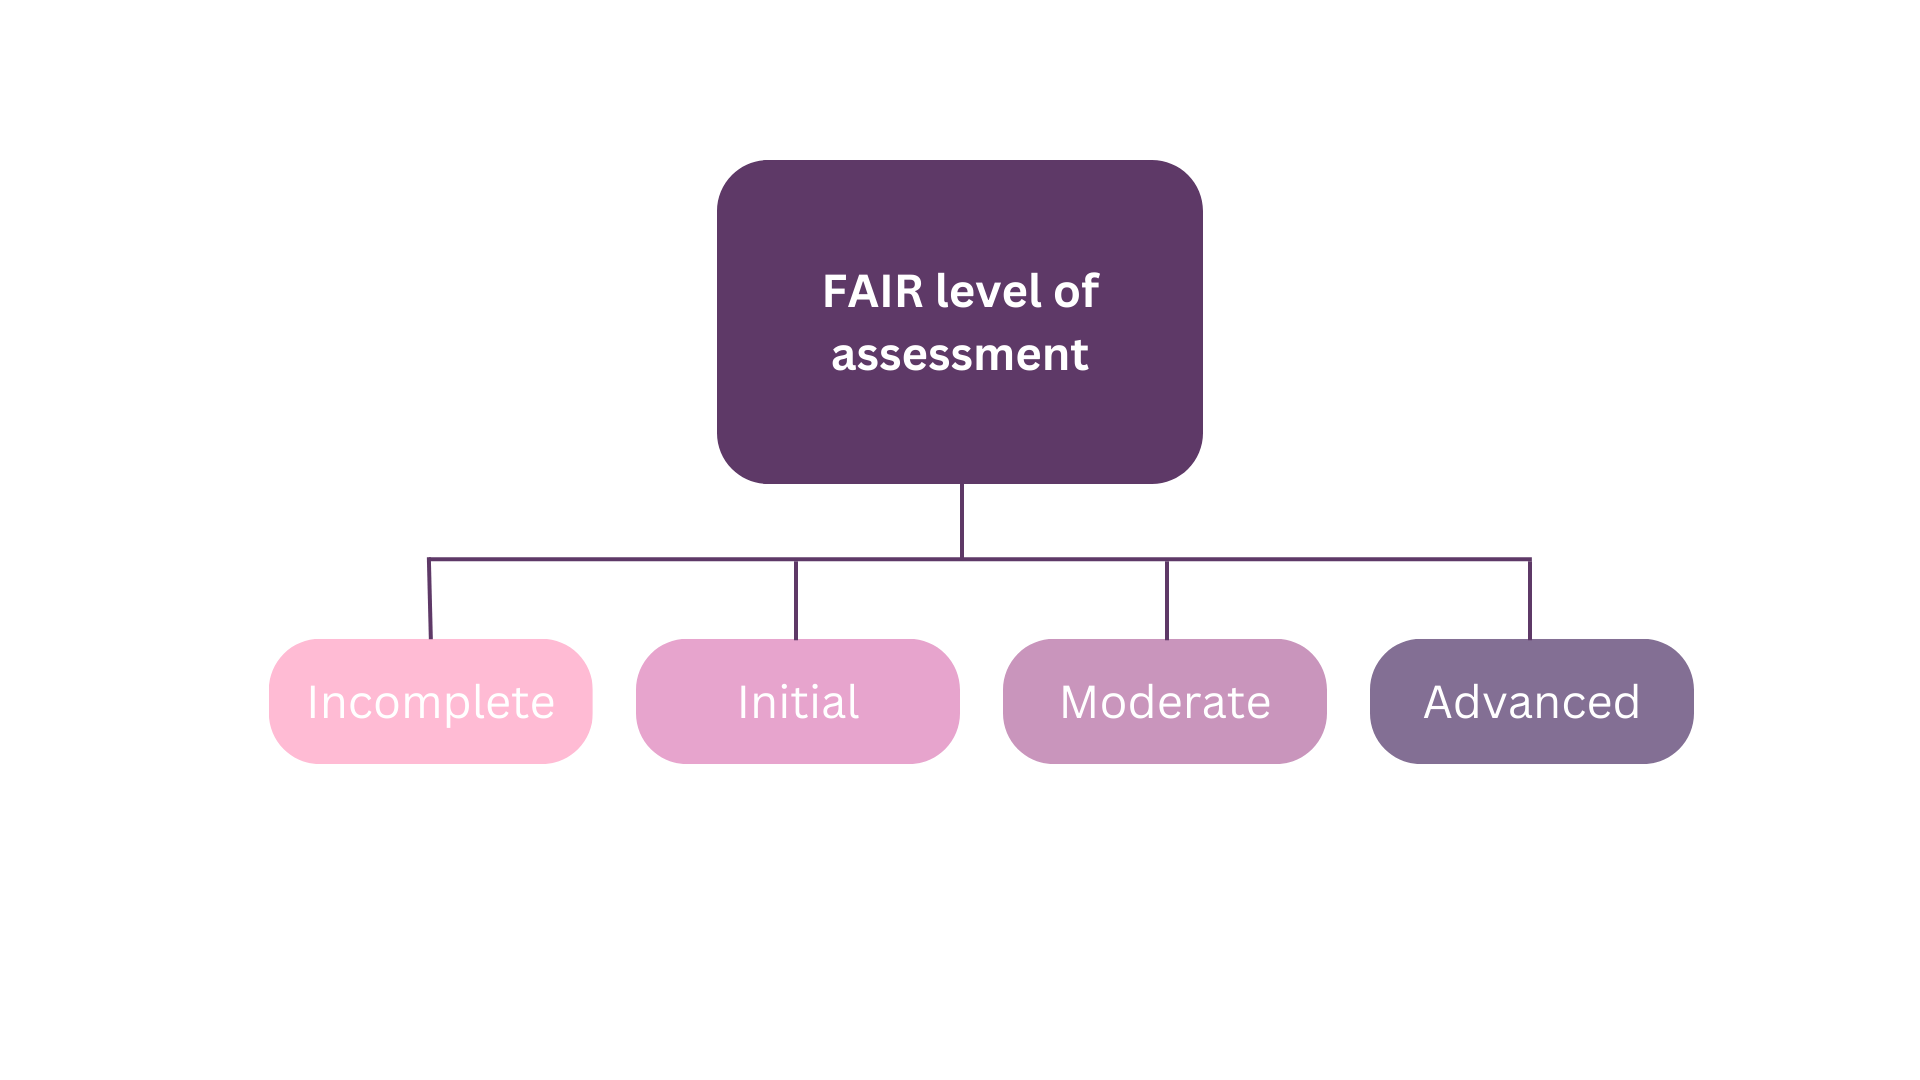 FAIR level of
assessment
Incomplete
Initial
Moderate
Advanced